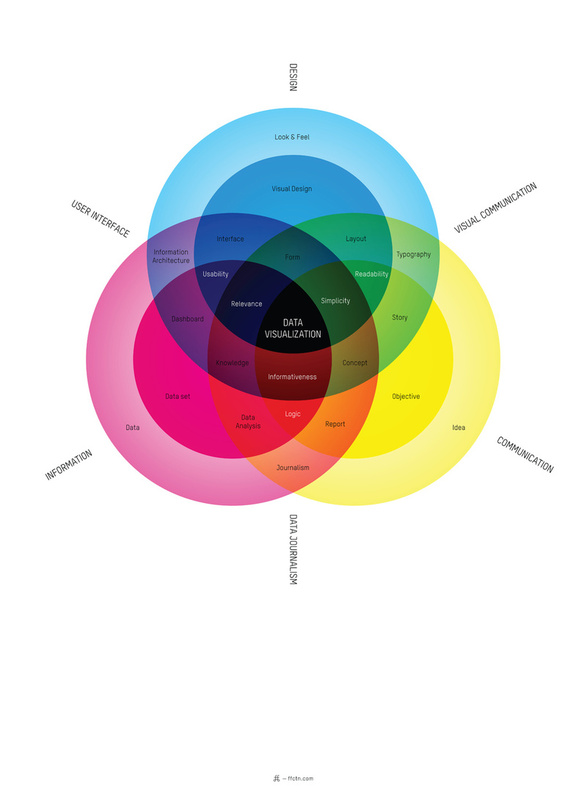 DESIGN
Look & Feel
Visual Design
USER INTERFACE
VISUAL COMMUNICATION
Interface
Layout
Information
Architecture
Form
Typography
Usability
Readability
Relevance
Simplicity
Dashboard
Story
DATA
VISUALIZATION
Knowledge
Concept
Informativeness
Data set
Objective
Data
Analysis
Logic
Report
Data
Idea
Journalism
INFORMATION
COMMUNICATION
DATA JOURNALISM
– ffctn.com